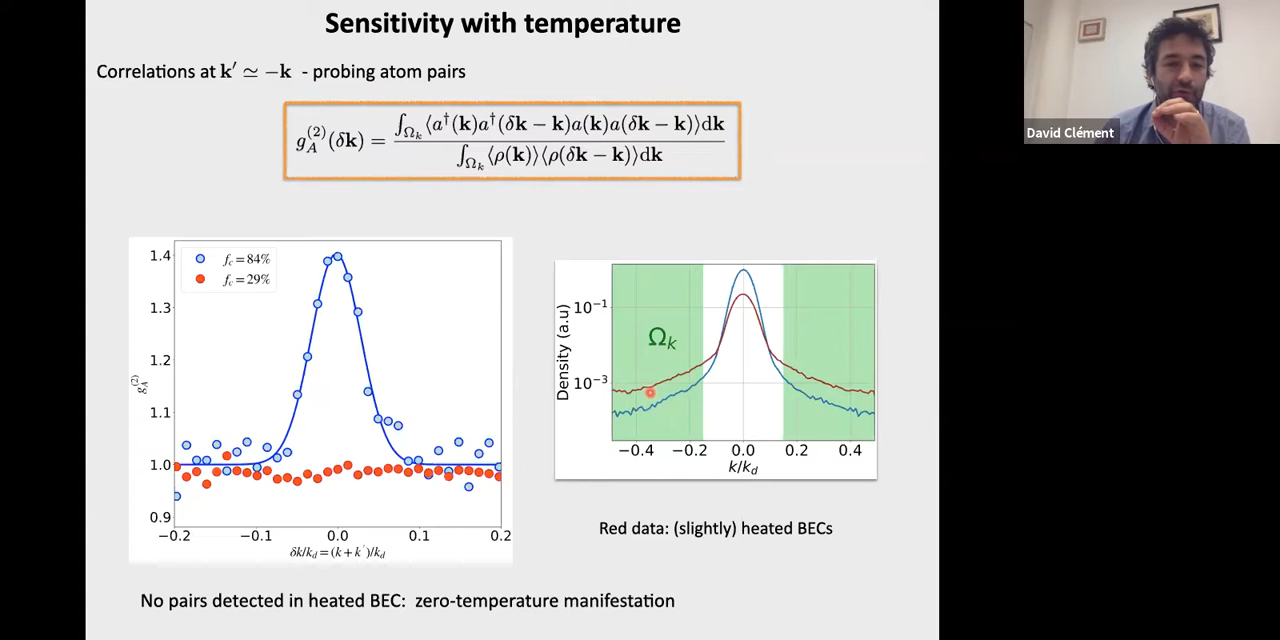 Sensitivity with temperature
Correlations at k′ ≃ −k - probing atom pairs
g_A^(2)(δk) = ∫_Ωk ⟨a†(k)a†(δk − k)a(k)a(δk − k)⟩dk / ∫_Ωk ⟨ρ(k)⟩⟨ρ(δk − k)⟩dk
David Clément
f_c = 84%
f_c = 29%
1.4
1.3
1.2
1.1
1.0
0.9
g_A^(2)
−0.2 −0.1 0.0 0.1 0.2
δk/k_d = (k + k′)/k_d
Ω_k
10^−1
10^−3
Density (a.u)
−0.4 −0.2 0.0 0.2 0.4
k/k_d
Red data: (slightly) heated BECs
No pairs detected in heated BEC: zero-temperature manifestation